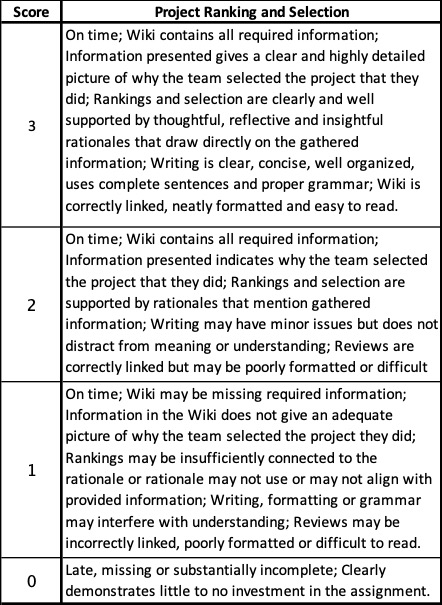 Score Project Ranking and Selection
On time; Wiki contains all required information;
Information presented gives a clear and highly detailed
picture of why the team selected the project that they
did; Rankings and selection are clearly and well
3 supported by thoughtful, reflective and insightful
rationales that draw directly on the gathered
information; Writing is clear, concise, well organized,
uses complete sentences and proper grammar; Wiki is
correctly linked, neatly formatted and easy to read.
On time; Wiki contains all required information;
Information presented indicates why the team selected
the project that they did; Rankings and selection are
2 supported by rationales that mention gathered
information; Writing may have minor issues but does not
distract from meaning or understanding; Reviews are
correctly linked but may be poorly formatted or difficult
On time; Wiki may be missing required information;
Information in the Wiki does not give an adequate
picture of why the team selected the project they did;
1 Rankings may be insufficiently connected to the
rationale or rationale may not use or may not align with
provided information; Writing, formatting or grammar
may interfere with understanding; Reviews may be
incorrectly linked, poorly formatted or difficult to read.
0 Late, missing or substantially incomplete; Clearly
demonstrates little to no investment in the assignment.